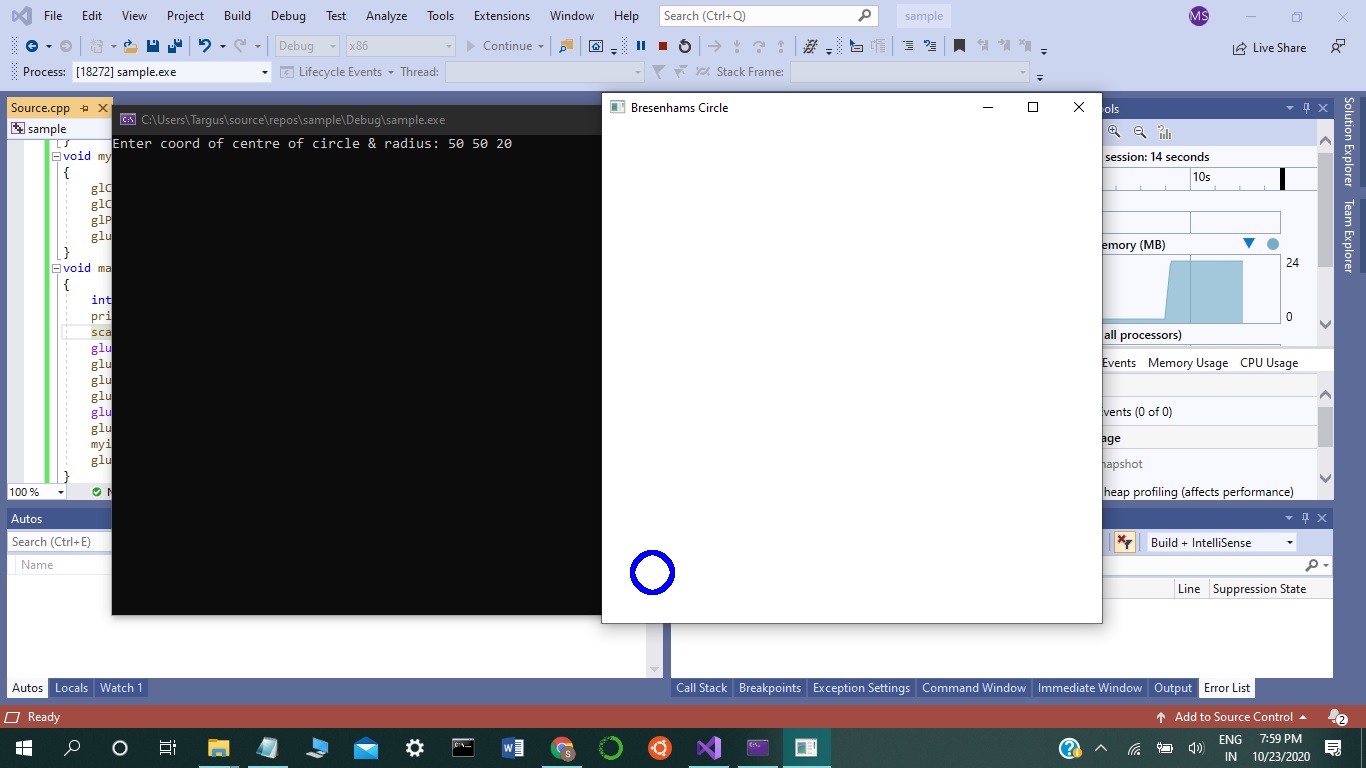 File Edit View Project Build Debug Test Analyze Tools Extensions Window Help Search (Ctrl+Q) sample MS
Debug x86 Continue Live Share
Process: [18272] sample.exe Lifecycle Events Thread: Stack Frame:
Source.cpp
sample
}
void my
{
glC
glC
glP
glu
}
void ma
{
int
pri
sca
glu
glu
glu
glu
glu
glu
myi
glu
}
100 % N
C:\Users\Targus\source\repos\sample\Debug\sample.exe
Enter coord of centre of circle & radius: 50 50 20
Bresenhams Circle
ols
session: 14 seconds
10s
emory (MB)
24
0
all processors)
Events Memory Usage CPU Usage
vents (0 of 0)
age
napshot
heap profiling (affects performance)
Solution Explorer
Team Explorer
Autos
Search (Ctrl+E)
Name
Autos Locals Watch 1
Build + IntelliSense
Line Suppression State
Call Stack Breakpoints Exception Settings Command Window Immediate Window Output Error List
Ready Add to Source Control 2
ENG 7:59 PM
IN 10/23/2020